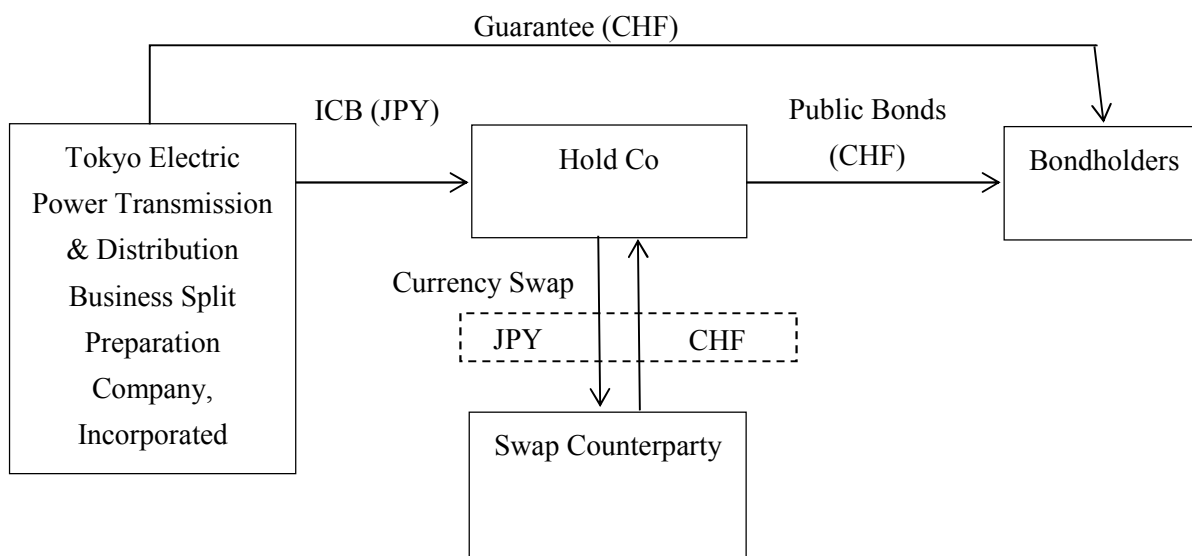 Guarantee (CHF)
ICB (JPY)
Public Bonds
(CHF)
Tokyo Electric
Power Transmission
& Distribution
Business Split
Preparation
Company,
Incorporated
Hold Co
Bondholders
Currency Swap
JPY
CHF
Swap Counterparty